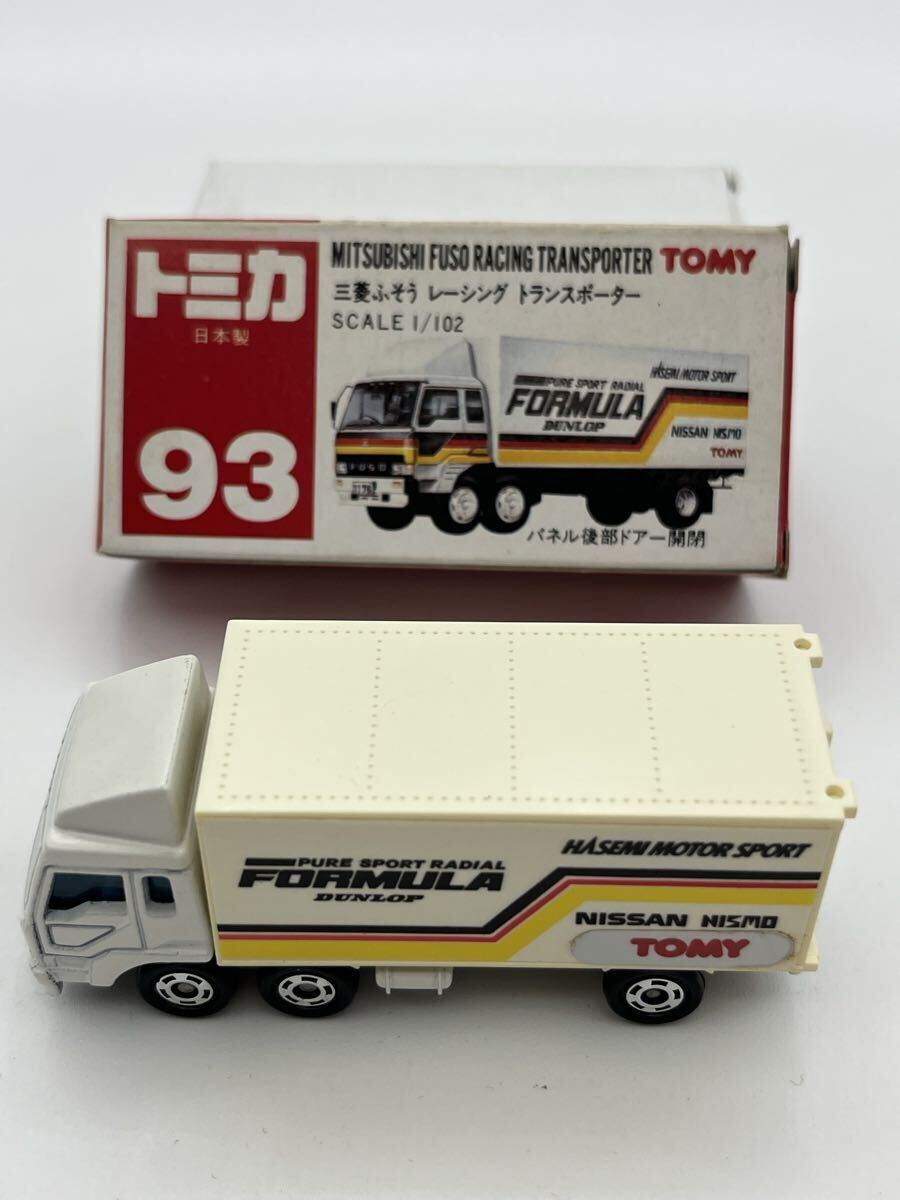 トミカ
日本製
93
MITSUBISHI FUSO RACING TRANSPORTER TOMY
三菱ふそう レーシング トランスポーター
SCALE 1/102
HASEMI MOTOR SPORT
PURE SPORT RADIAL
FORMULA
DUNLOP
NISSAN NISMO
TOMY
FUSO
パネル後部ドアー開閉
PURE SPORT RADIAL
FORMULA
DUNLOP
HASEMI MOTOR SPORT
NISSAN NISMO
TOMY